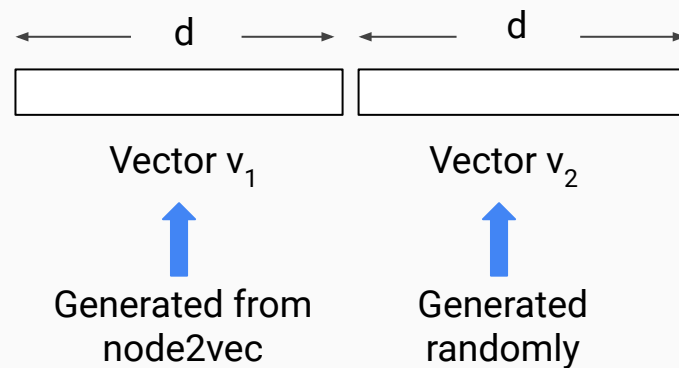 d d
Vector v₁ Vector v₂
Generated from Generated
node2vec randomly